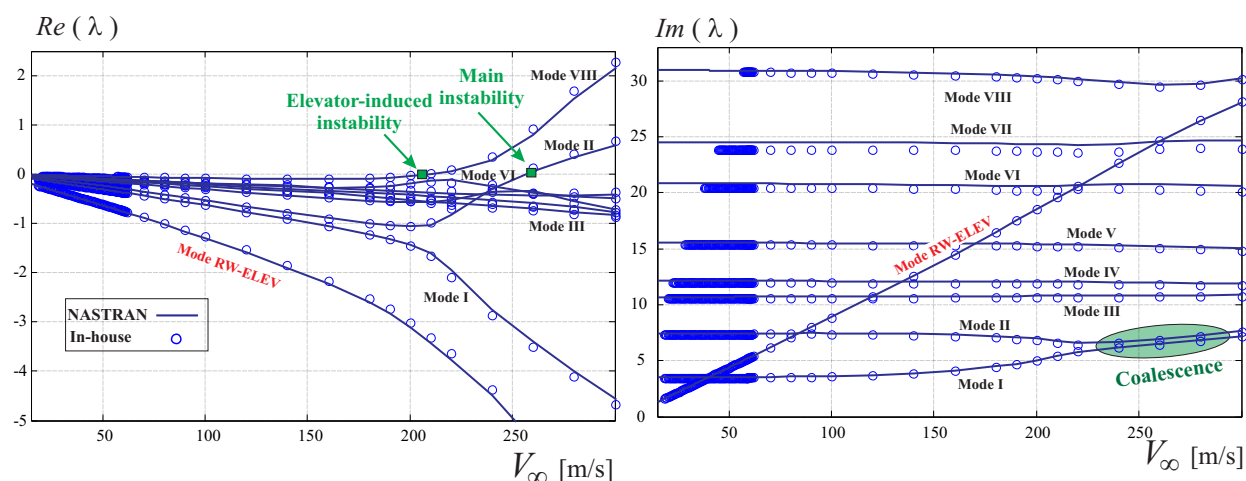 Re ( λ )
2
1
0
-1
-2
-3
-4
-5
50
100
150
200
250
V∞ [m/s]
Elevator-induced
instability
Main
instability
Mode VIII
Mode II
Mode VI
Mode III
Mode I
Mode RW-ELEV
NASTRAN
In-house
Im ( λ )
30
25
20
15
10
5
0
50
100
150
200
250
V∞ [m/s]
Mode VIII
Mode VII
Mode VI
Mode V
Mode IV
Mode III
Mode II
Mode I
Mode RW-ELEV
Coalescence